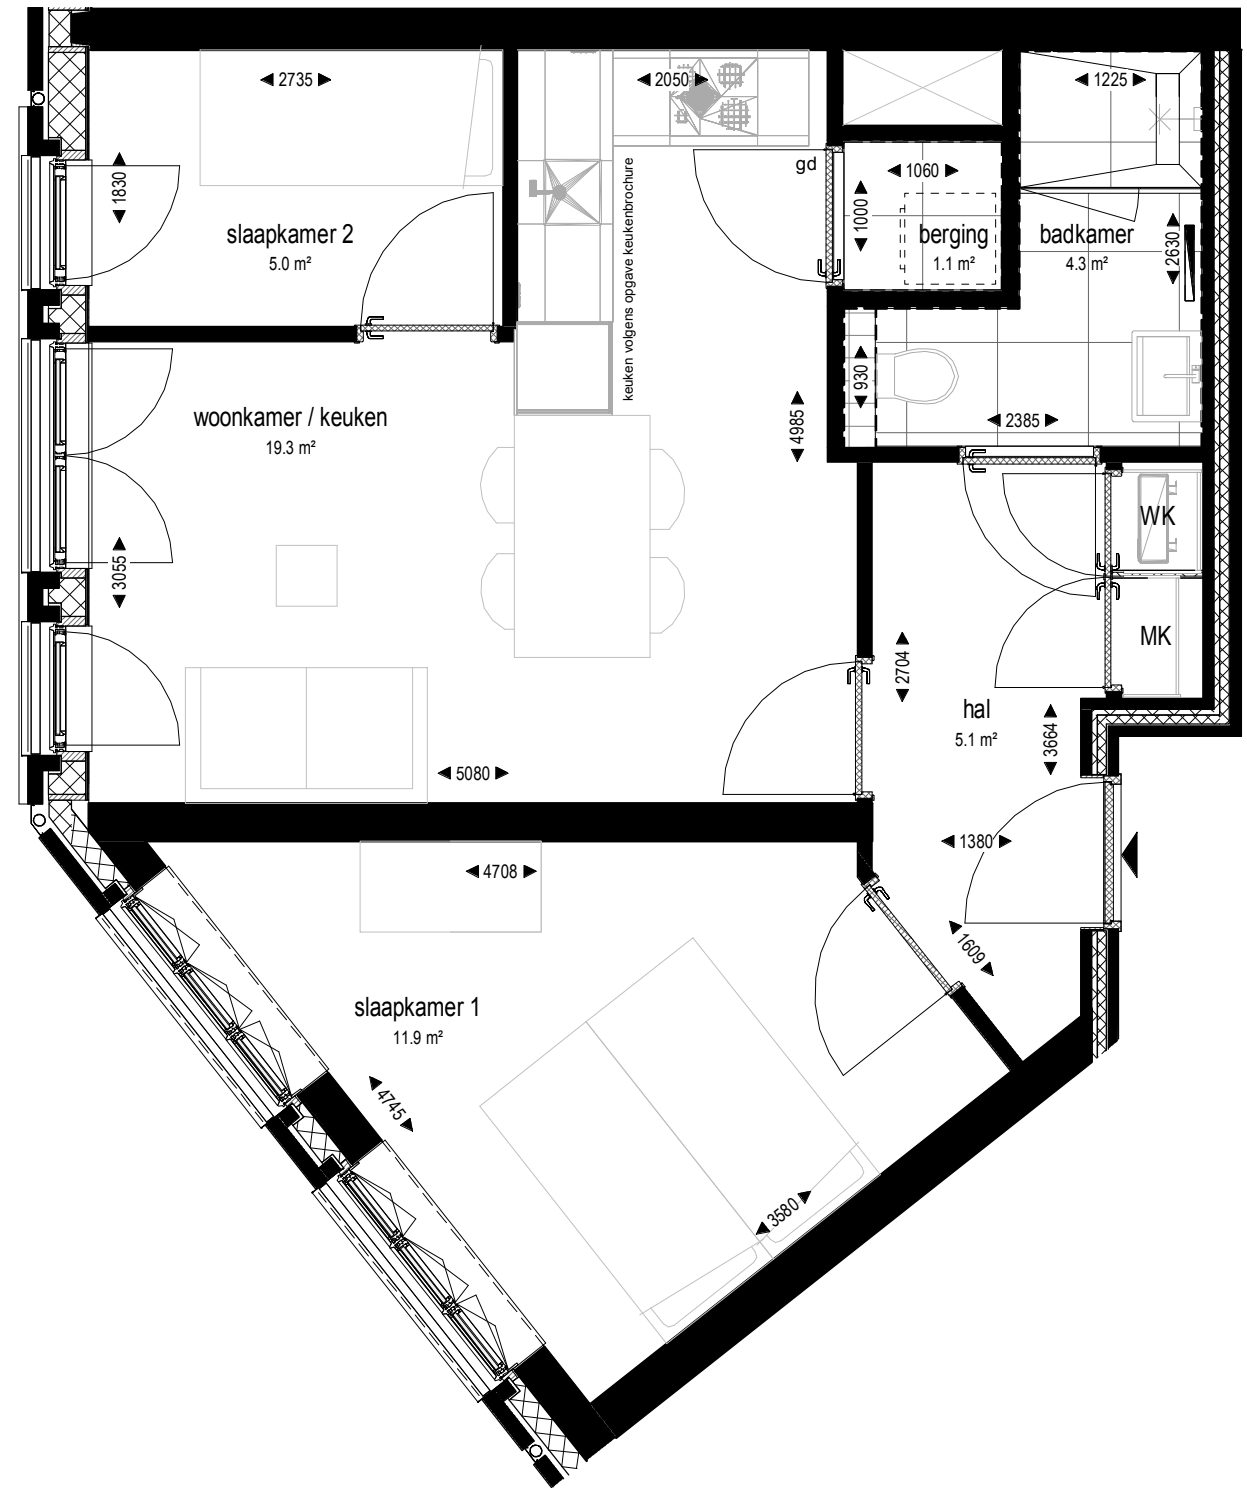 2735
2050
1225
1830
gd
1060
1000
slaapkamer 2
5.0 m²
keuken volgens opgave keukenbrochure
berging
1.1 m²
badkamer
4.3 m²
2630
930
woonkamer / keuken
19.3 m²
4985
2385
WK
3055
MK
2704
hal
5.1 m²
3664
5080
1380
4708
1609
slaapkamer 1
11.9 m²
4745
3580